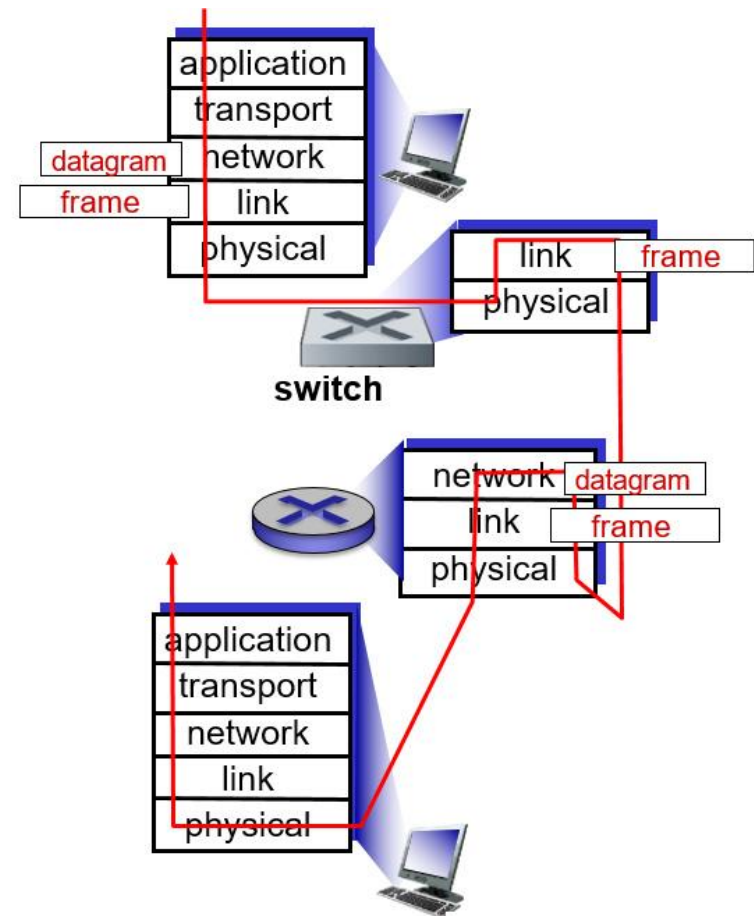 application
transport
datagram
network
frame
link
physical
link
frame
physical
switch
network
datagram
link
frame
physical
application
transport
network
link
physical